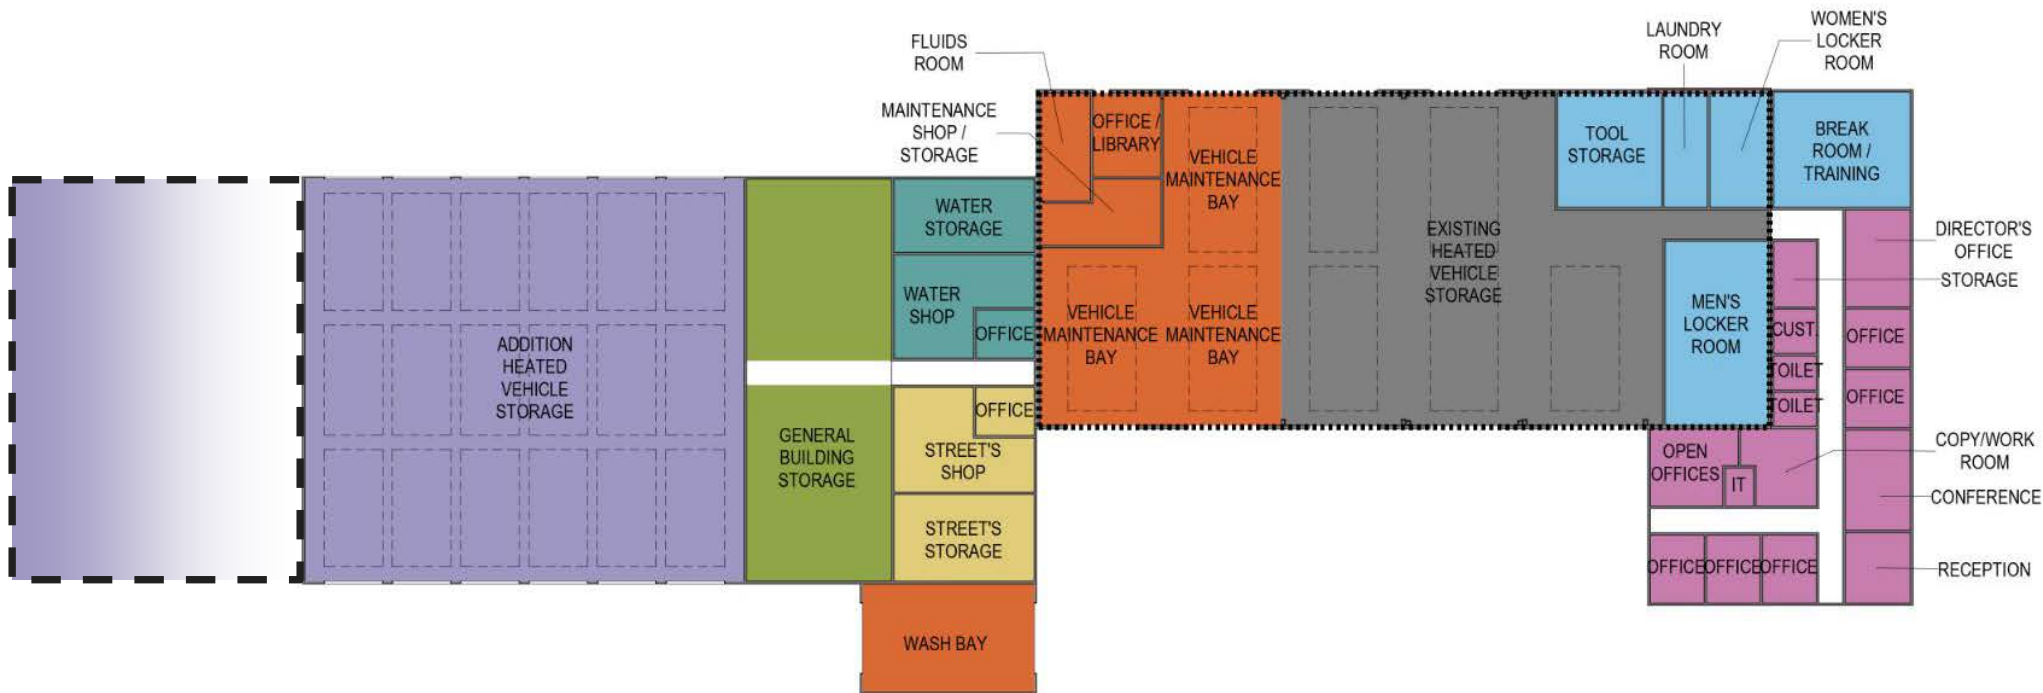 FLUIDS
ROOM
MAINTENANCE
SHOP /
STORAGE
OFFICE /
LIBRARY
VEHICLE
MAINTENANCE
BAY
VEHICLE
MAINTENANCE
BAY
VEHICLE
MAINTENANCE
BAY
LAUNDRY
ROOM
WOMEN'S
LOCKER
ROOM
TOOL
STORAGE
BREAK
ROOM /
TRAINING
WATER
STORAGE
WATER
SHOP
OFFICE
EXISTING
HEATED
VEHICLE
STORAGE
MEN'S
LOCKER
ROOM
DIRECTOR'S
OFFICE
STORAGE
CUST.
TOILET
TOILET
OFFICE
OFFICE
ADDITION
HEATED
VEHICLE
STORAGE
GENERAL
BUILDING
STORAGE
OFFICE
STREET'S
SHOP
STREET'S
STORAGE
OPEN
OFFICES
IT
COPY/WORK
ROOM
CONFERENCE
OFFICE
OFFICE
OFFICE
RECEPTION
WASH BAY